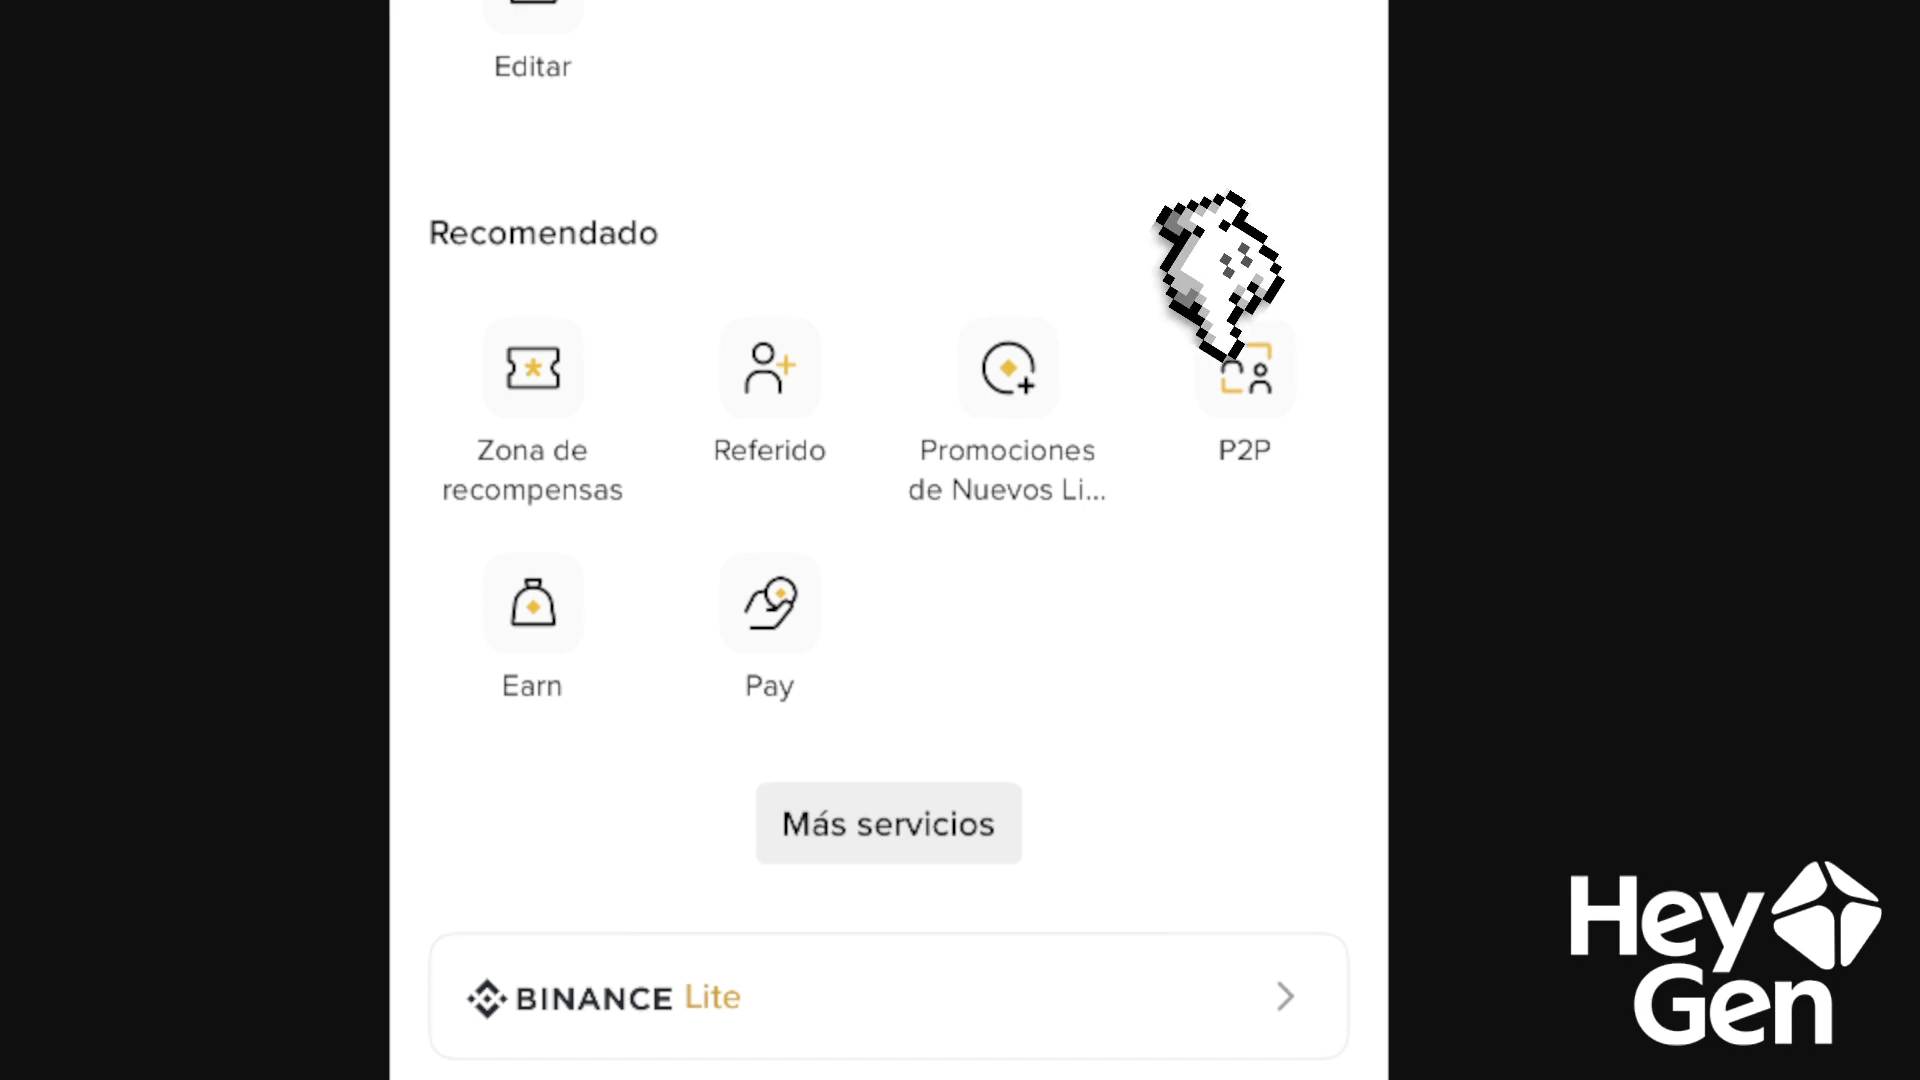 Editar
Recomendado
Zona de
recompensas
Referido
Promociones
de Nuevos Li...
P2P
Earn
Pay
Más servicios
BINANCE Lite
Hey
Gen